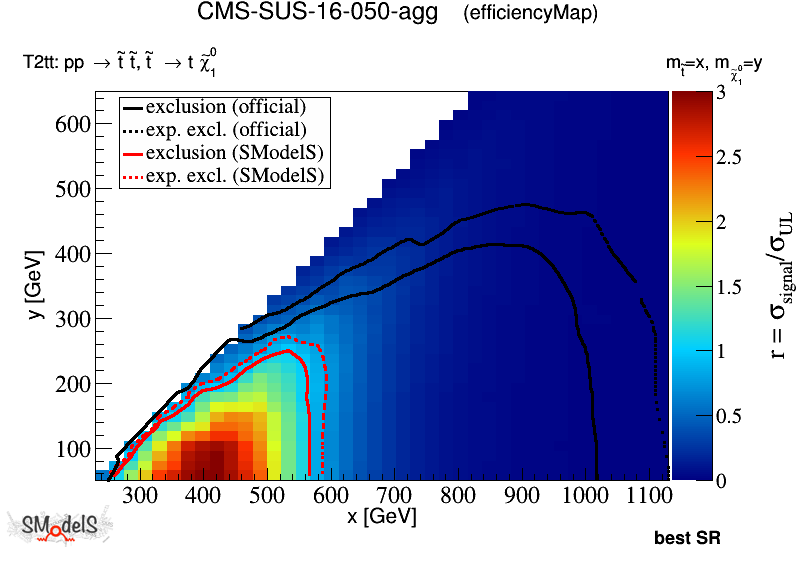 CMS-SUS-16-050-agg (efficiencyMap)
T2tt: pp → t̃ t̃, t̃ → t χ̃⁰₁
m_t̃=x, m_χ̃⁰₁=y
exclusion (official)
exp. excl. (official)
exclusion (SModelS)
exp. excl. (SModelS)
600
500
400
300
200
100
y [GeV]
300 400 500 600 700 800 900 1000 1100
x [GeV]
3
2.5
2
1.5
1
0.5
0
r = σ_signal/σ_UL
SModelS
best SR